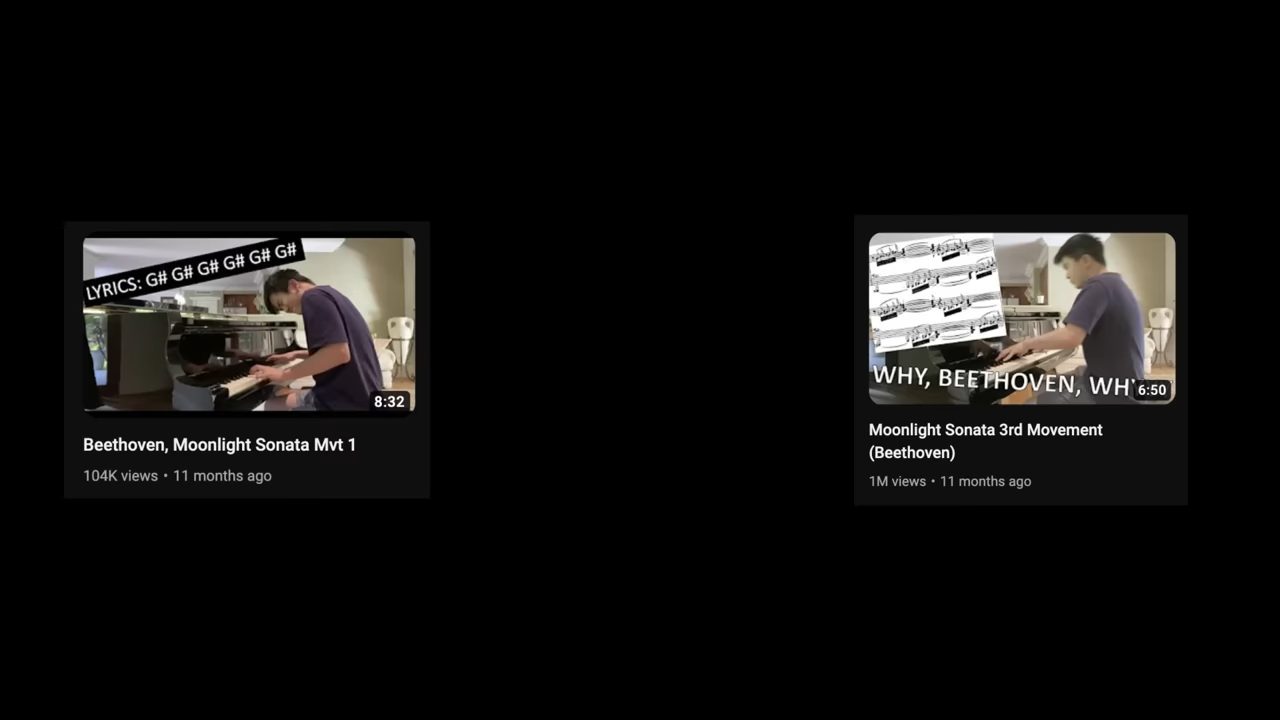 LYRICS: G# G# G# G# G# G#
8:32
Beethoven, Moonlight Sonata Mvt 1
104K views • 11 months ago
WHY, BEETHOVEN,
6:50
Moonlight Sonata 3rd Movement
(Beethoven)
1M views • 11 months ago